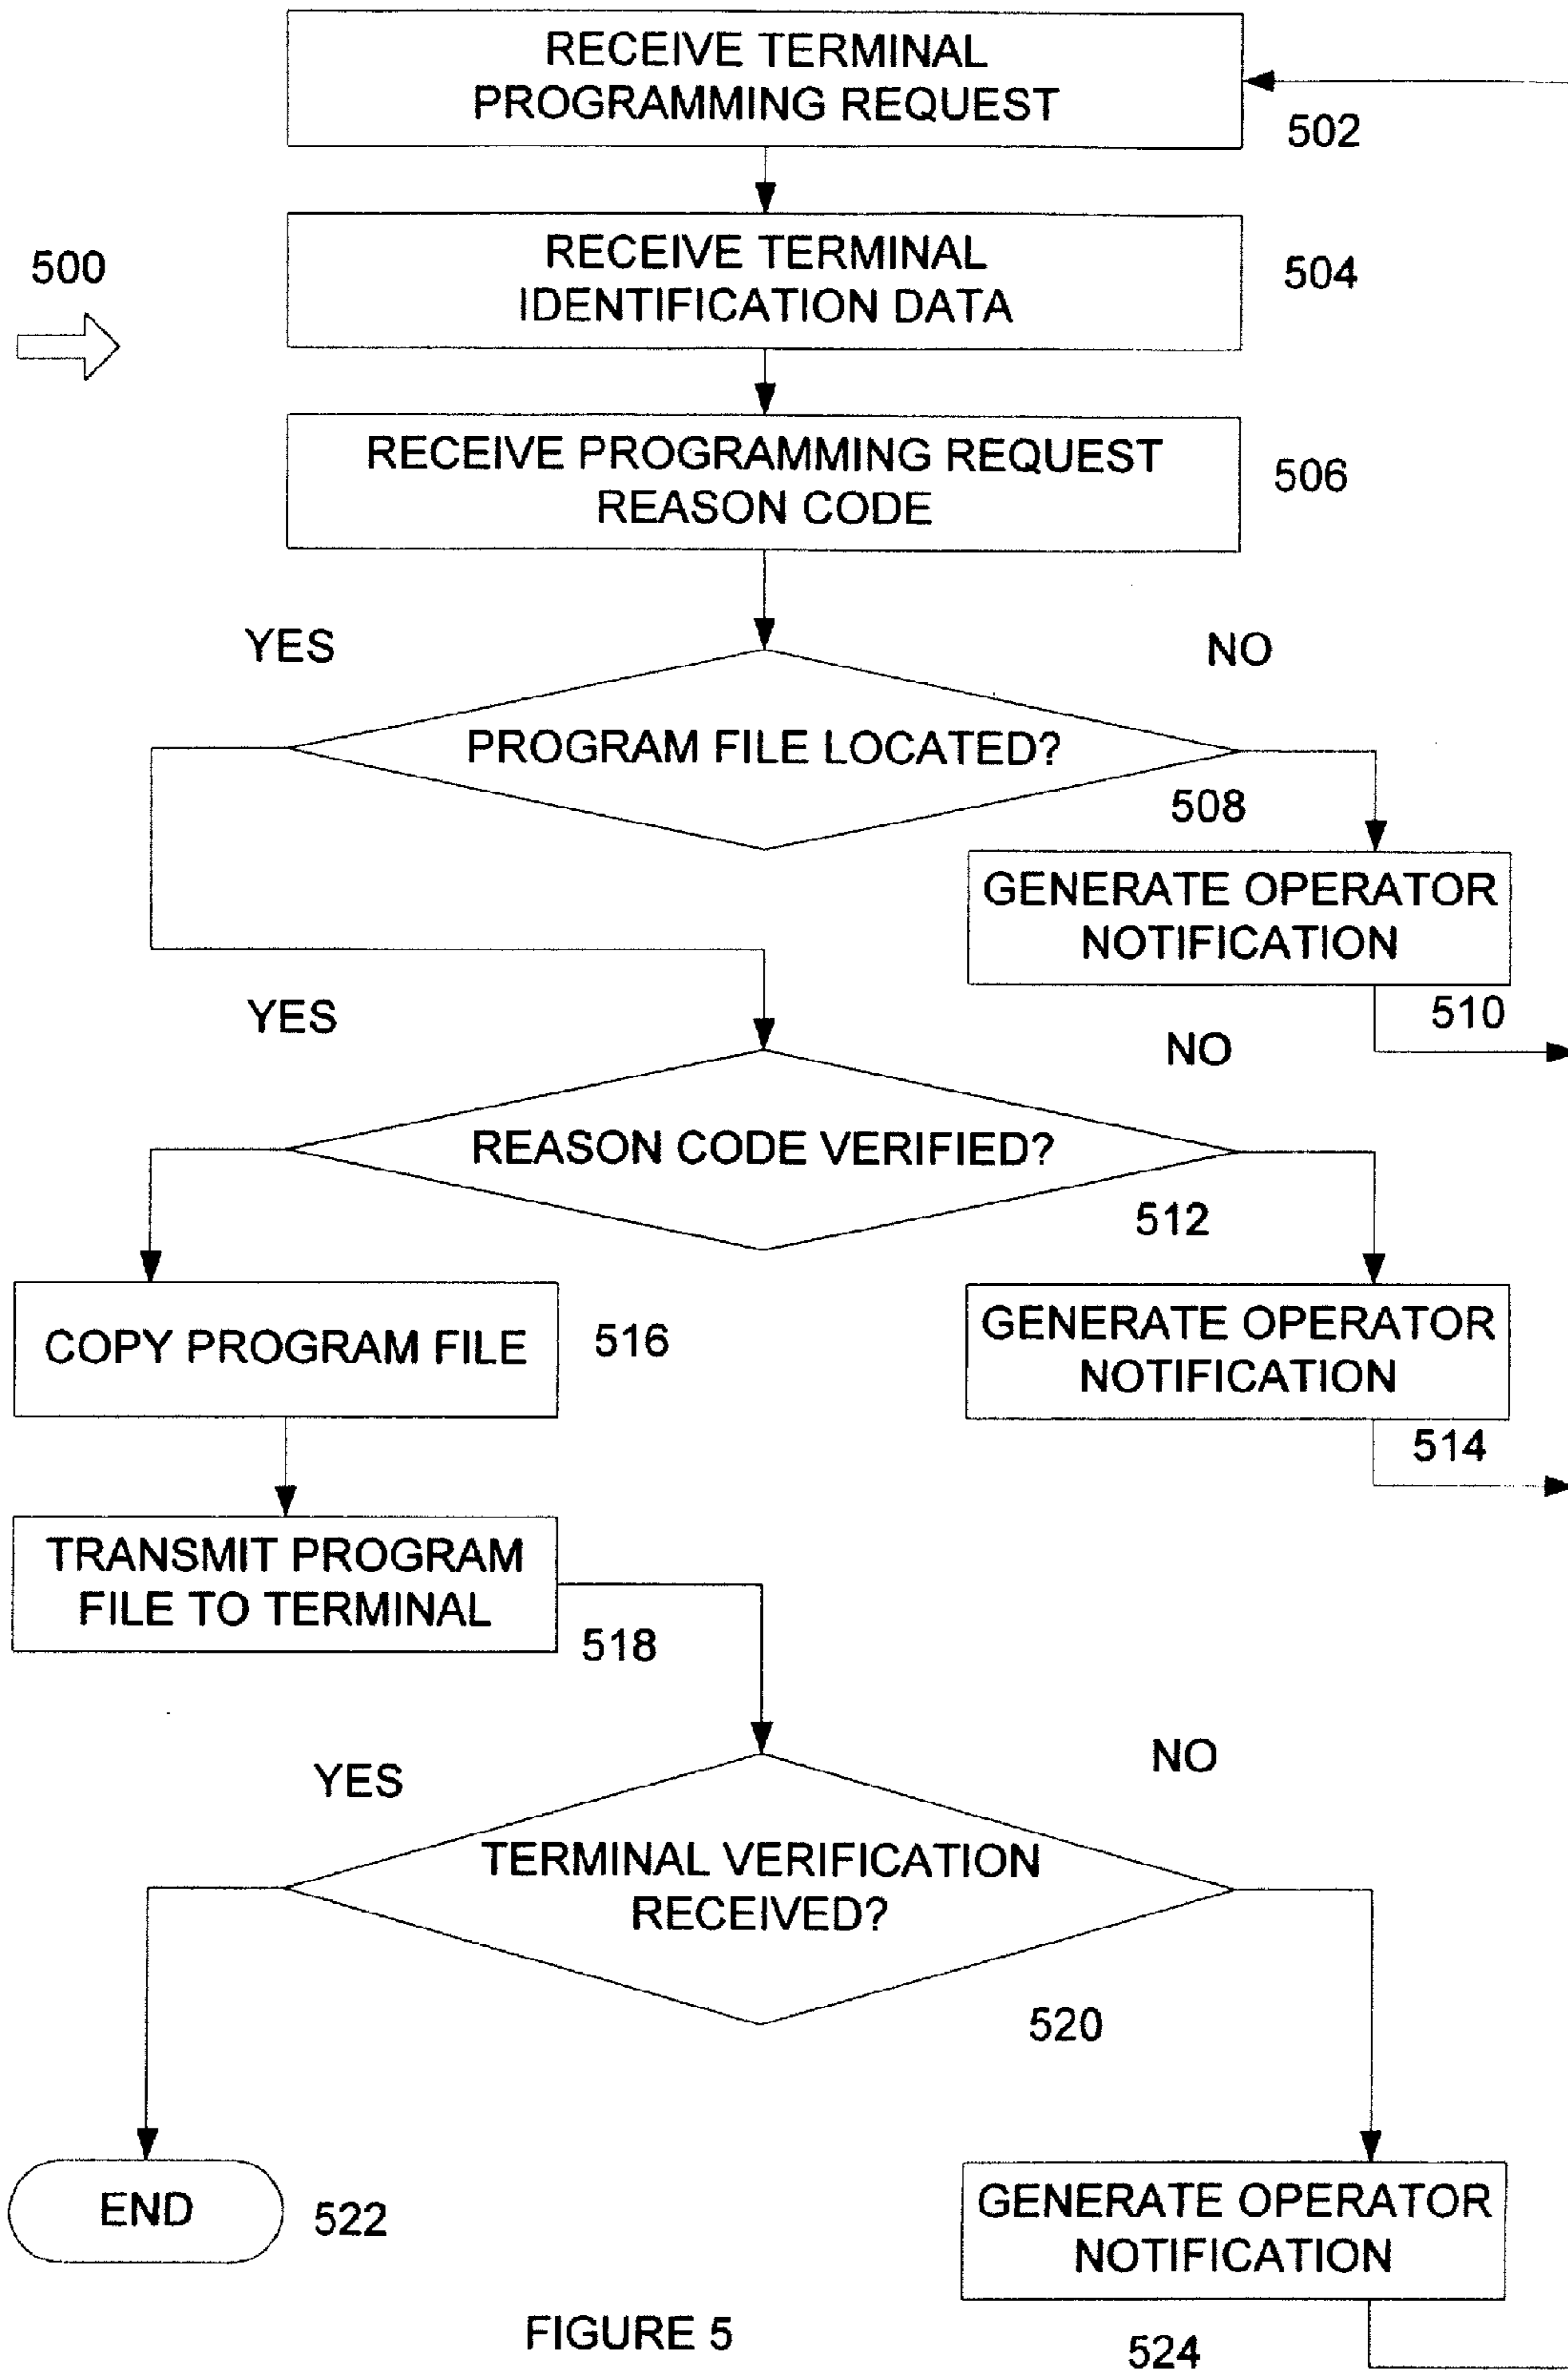 RECEIVE TERMINAL
PROGRAMMING REQUEST
502
RECEIVE TERMINAL
IDENTIFICATION DATA
504
500
RECEIVE PROGRAMMING REQUEST
REASON CODE
506
YES
NO
PROGRAM FILE LOCATED?
508
GENERATE OPERATOR
NOTIFICATION
510
YES
NO
REASON CODE VERIFIED?
512
COPY PROGRAM FILE
516
GENERATE OPERATOR
NOTIFICATION
514
TRANSMIT PROGRAM
FILE TO TERMINAL
518
YES
NO
TERMINAL VERIFICATION
RECEIVED?
520
END
522
GENERATE OPERATOR
NOTIFICATION
524
FIGURE 5